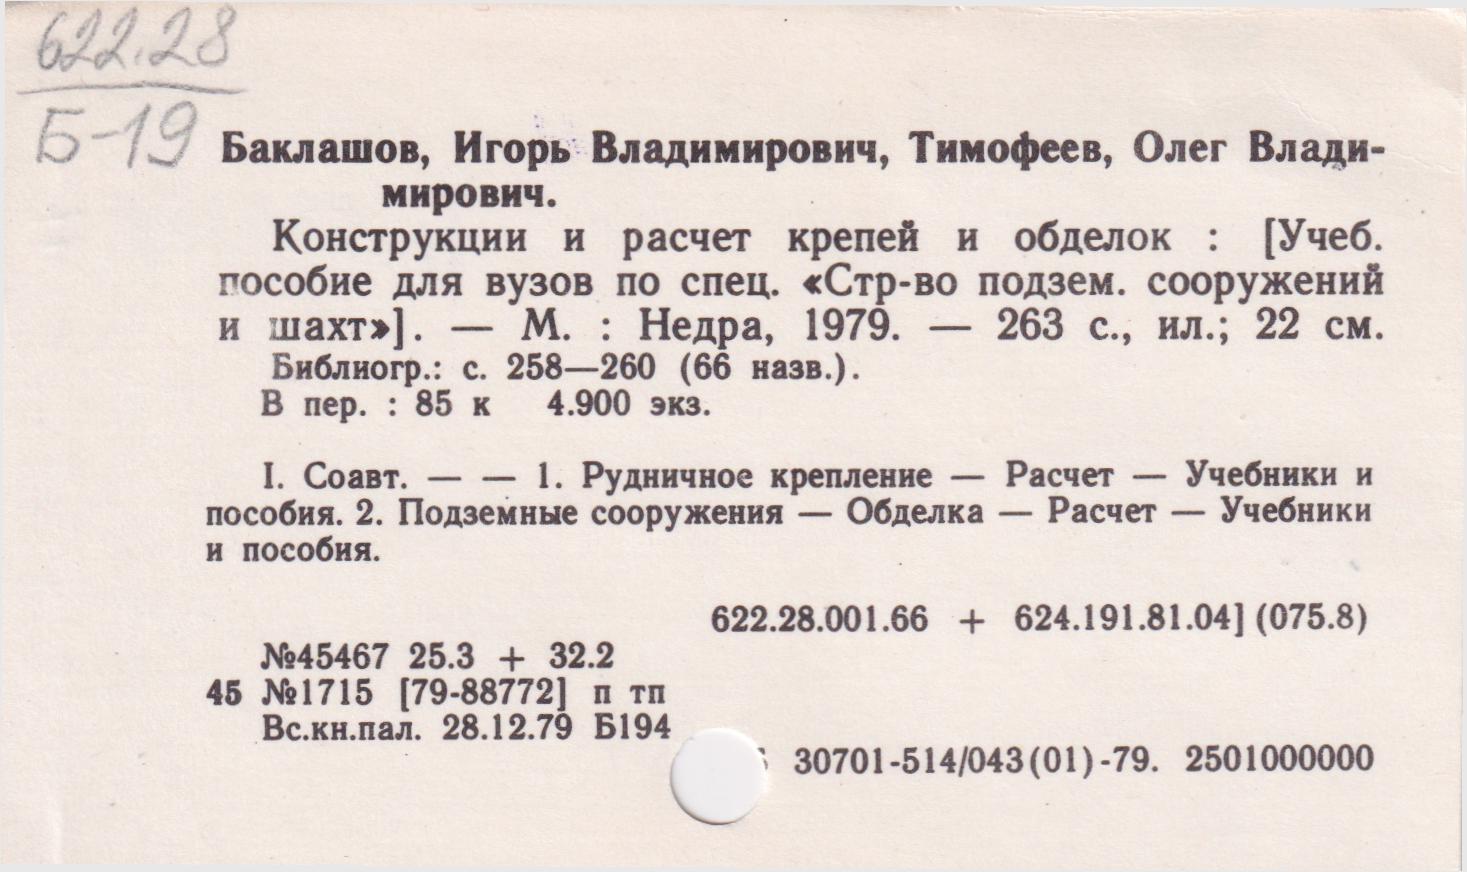 622.28
Б-19
Баклашов, Игорь Владимирович, Тимофеев, Олег Влади-
мирович.
Конструкции и расчет крепей и обделок : [Учеб.
пособие для вузов по спец. «Стр-во подзем. сооружений
и шахт»]. — М. : Недра, 1979. — 263 с., ил.; 22 см.
Библиогр.: с. 258—260 (66 назв.).
В пер. : 85 к 4.900 экз.
I. Соавт. — — 1. Рудничное крепление — Расчет — Учебники и
пособия. 2. Подземные сооружения — Обделка — Расчет — Учебники
и пособия.
622.28.001.66 + 624.191.81.04] (075.8)
№45467 25.3 + 32.2
45 №1715 [79-88772] п тп
Вс.кн.пал. 28.12.79 Б194
30701-514/043(01)-79. 2501000000